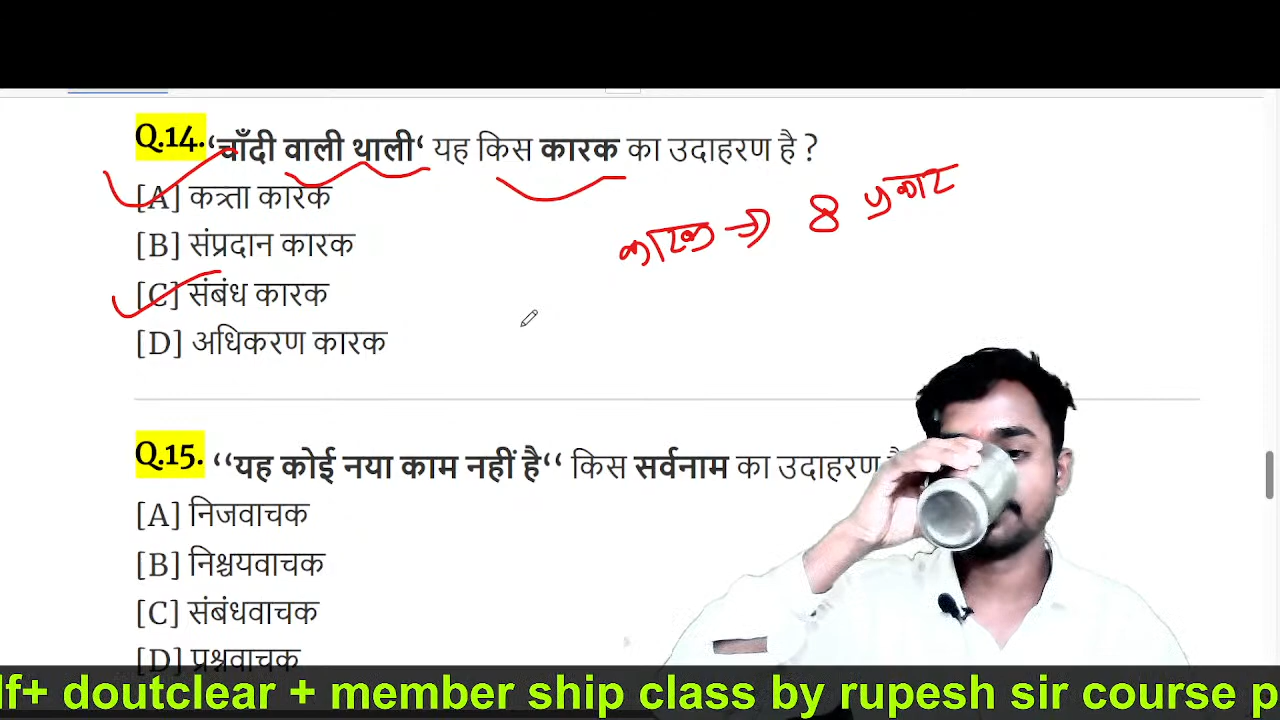 Q.14. ‘चाँदी वाली थाली‘ यह किस कारक का उदाहरण है ?
[A] कर्त्ता कारक
कारक → 8 प्रकार
[B] संप्रदान कारक
[C] संबंध कारक
[D] अधिकरण कारक
Q.15. ‘‘यह कोई नया काम नहीं है‘‘ किस सर्वनाम का उदाहरण
[A] निजवाचक
[B] निश्चयवाचक
[C] संबंधवाचक
[D] प्रश्नवाचक
df+ doutclear + member ship class by rupesh sir course p